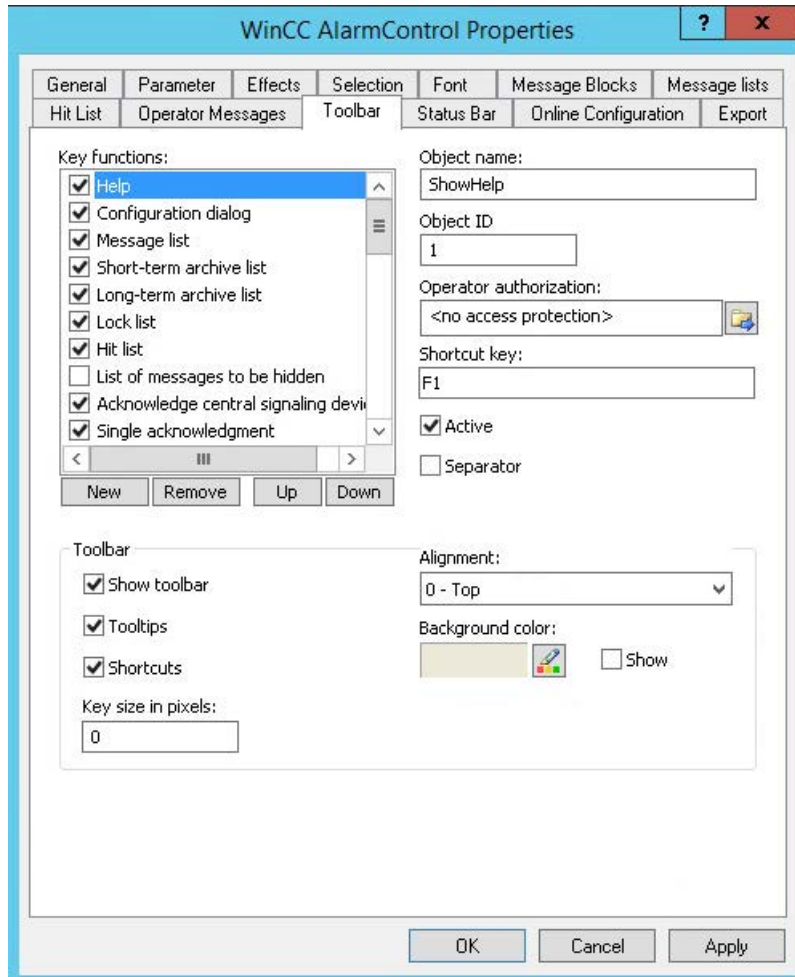 WinCC AlarmControl Properties
? x
General Parameter Effects Selection Font Message Blocks Message lists
Hit List Operator Messages Toolbar Status Bar Online Configuration Export
Key functions:
Help
Configuration dialog
Message list
Short-term archive list
Long-term archive list
Lock list
Hit list
List of messages to be hidden
Acknowledge central signaling devi
Single acknowledgment
New Remove Up Down
Object name:
ShowHelp
Object ID
1
Operator authorization:
<no access protection>
Shortcut key:
F1
Active
Separator
Toolbar
Show toolbar
Tooltips
Shortcuts
Key size in pixels:
0
Alignment:
0 - Top
Background color:
Show
OK Cancel Apply